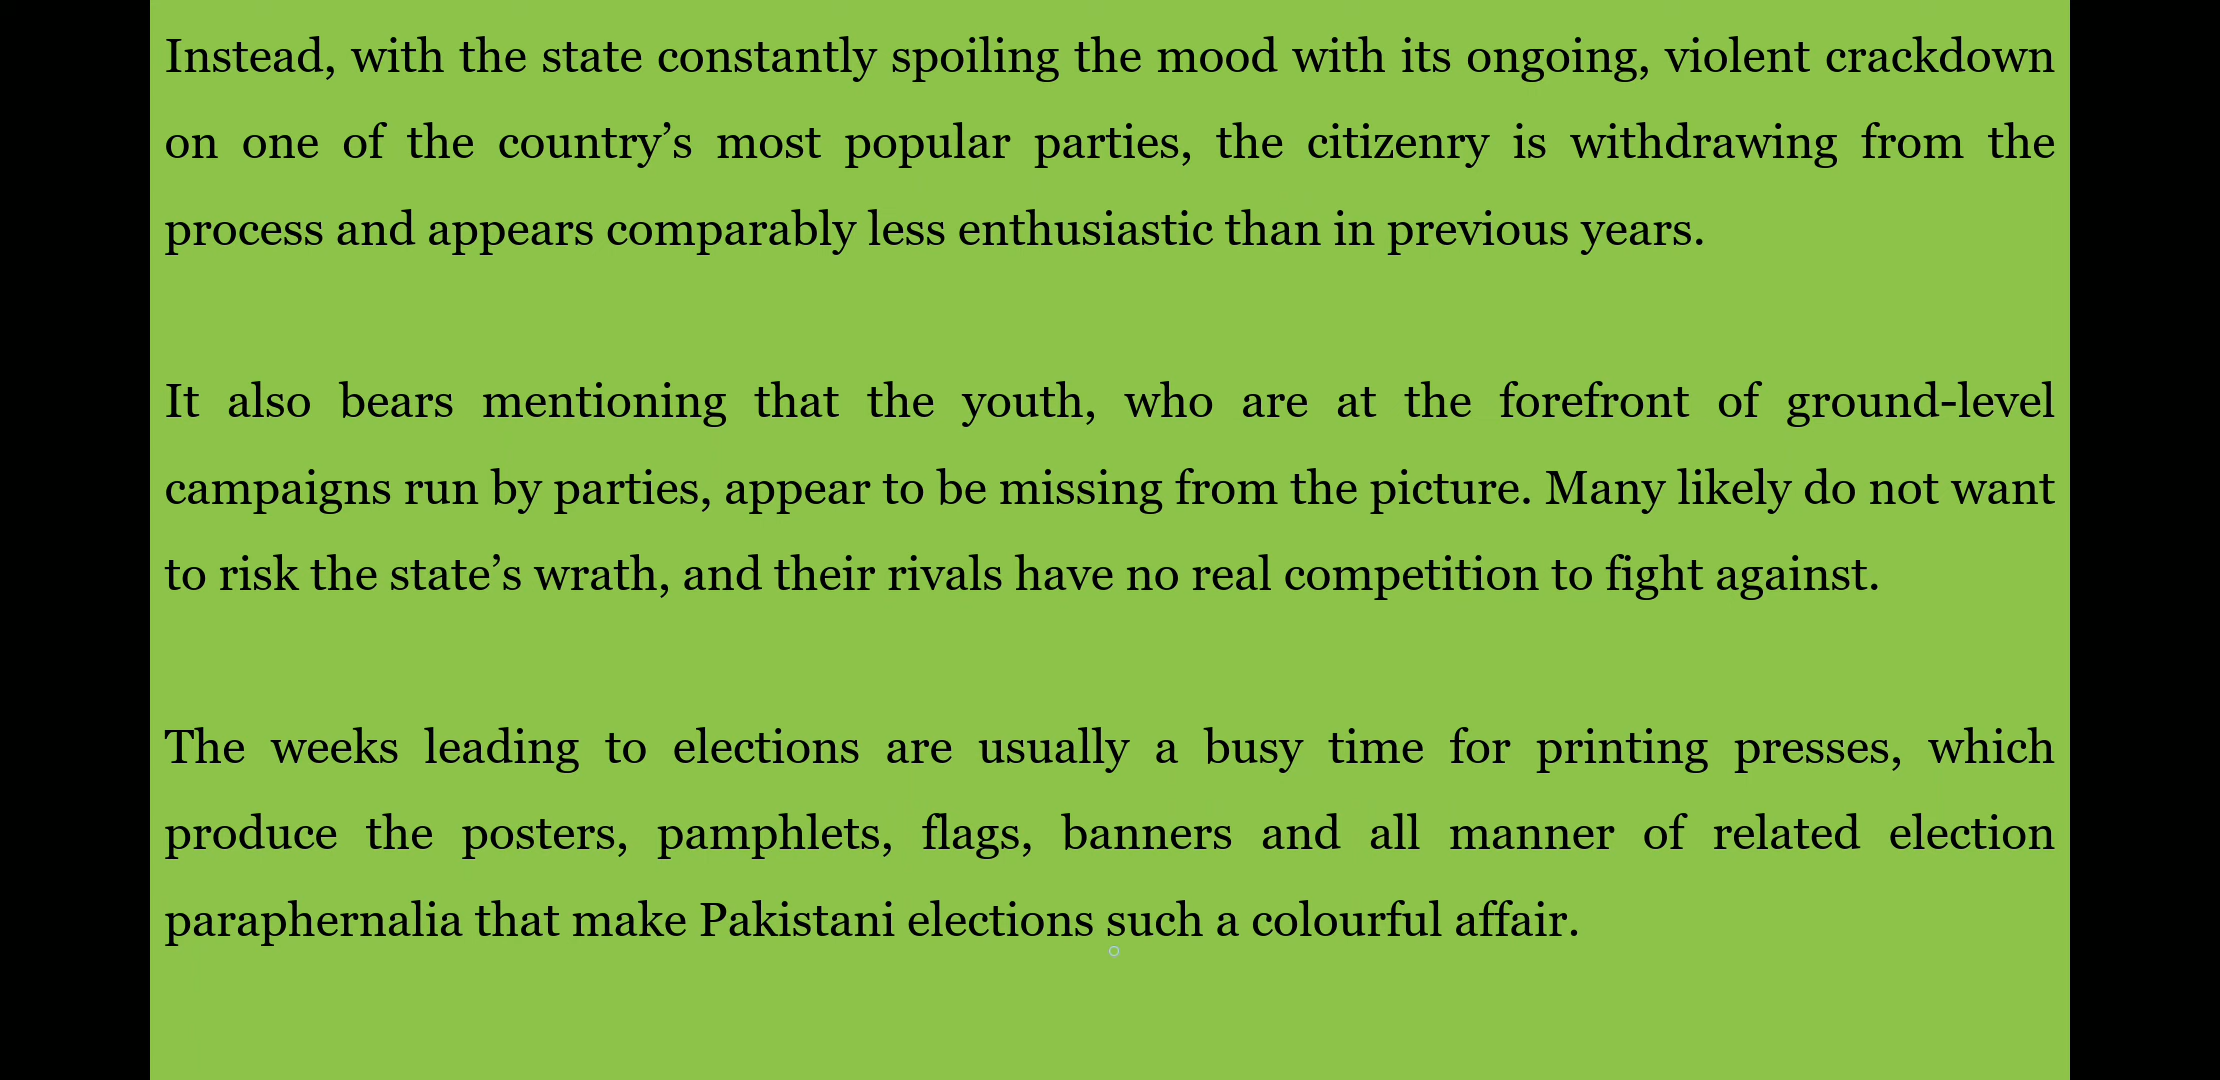 Instead, with the state constantly spoiling the mood with its ongoing, violent crackdown
on one of the country’s most popular parties, the citizenry is withdrawing from the
process and appears comparably less enthusiastic than in previous years.
It also bears mentioning that the youth, who are at the forefront of ground-level
campaigns run by parties, appear to be missing from the picture. Many likely do not want
to risk the state’s wrath, and their rivals have no real competition to fight against.
The weeks leading to elections are usually a busy time for printing presses, which
produce the posters, pamphlets, flags, banners and all manner of related election
paraphernalia that make Pakistani elections such a colourful affair.